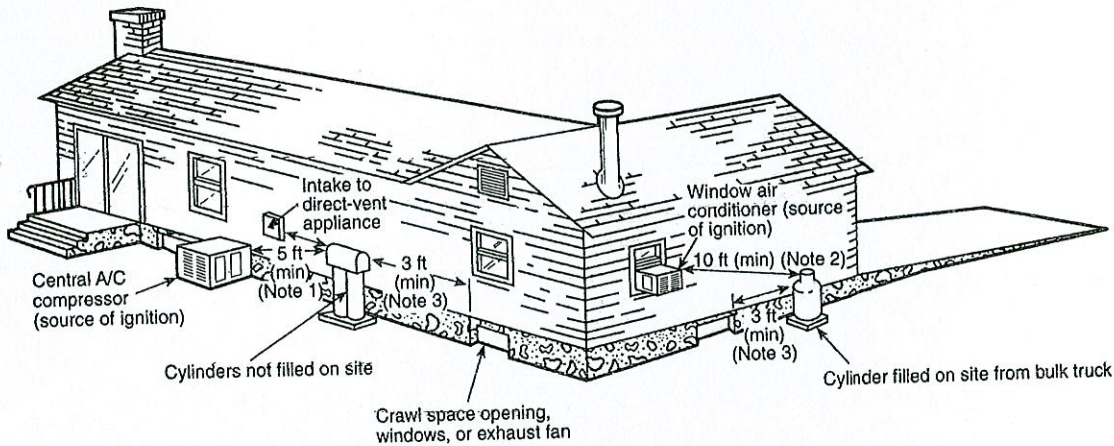 Intake to
direct-vent
appliance
Window air
conditioner (source
of ignition)
5 ft
(min)
(Note 1)
3 ft
(min)
(Note 3)
10 ft (min) (Note 2)
3 ft
(min)
(Note 3)
Central A/C
compressor
(source of ignition)
Cylinders not filled on site
Cylinder filled on site from bulk truck
Crawl space opening,
windows, or exhaust fan